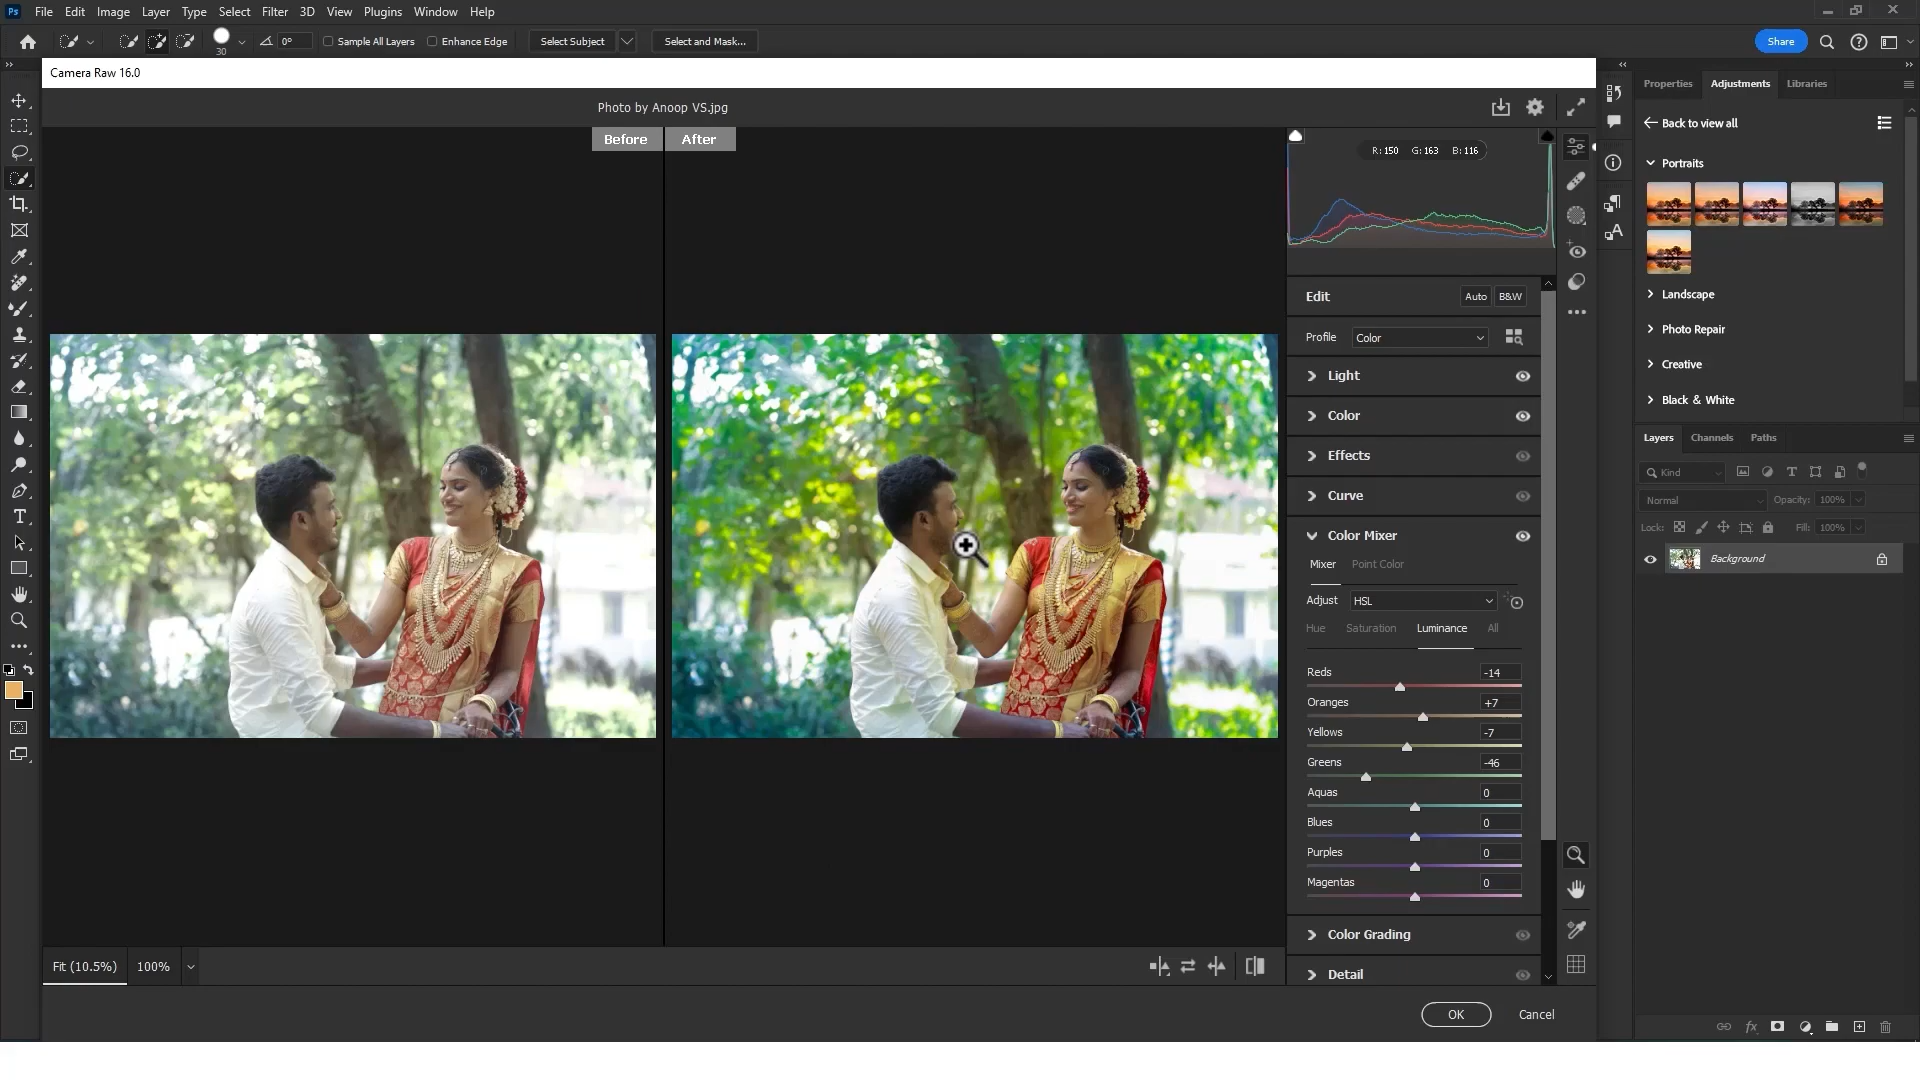 Ps File Edit Image Layer Type Select Filter 3D View Plugins Window Help
30 0° Sample All Layers Enhance Edge Select Subject Select and Mask... Share
Camera Raw 16.0
Photo by Anoop VS.jpg
Before After
R: 150 G: 163 B: 116
Edit Auto B&W
Profile Color
Light
Color
Effects
Curve
Color Mixer
Mixer Point Color
Adjust HSL
Hue Saturation Luminance All
Reds -14
Oranges +7
Yellows -7
Greens -46
Aquas 0
Blues 0
Purples 0
Magentas 0
Color Grading
Detail
Fit (10.5%) 100%
OK Cancel
Properties Adjustments Libraries
Back to view all
Portraits
Landscape
Photo Repair
Creative
Black & White
Layers Channels Paths
Kind
Normal Opacity: 100%
Lock: Fill: 100%
Background
fx